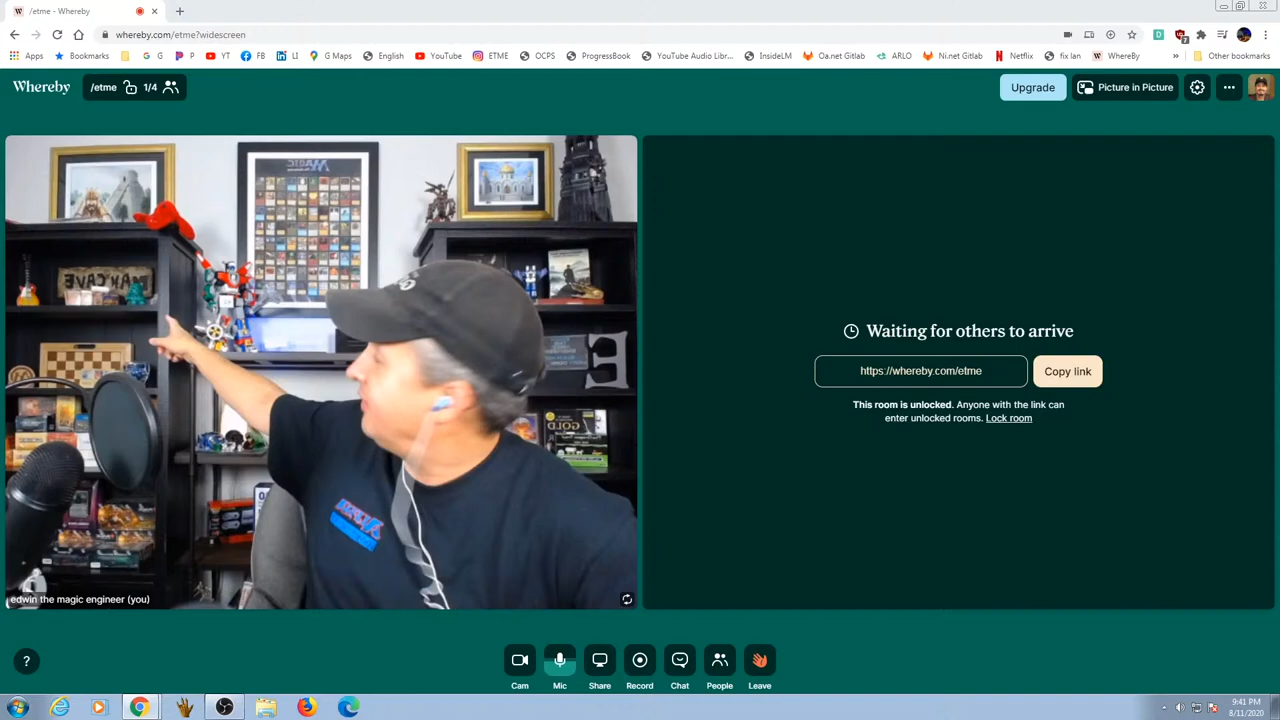 /etme - Whereby
whereby.com/etme?widescreen
Apps Bookmarks G G P P YT FB LI G Maps English YouTube ETME OCPS ProgressBook YouTube Audio Libr... InsideLM Oa.net Gitlab ARLO Ni.net Gitlab Netflix fix lan WhereBy » Other bookmarks
Whereby /etme 1/4 Upgrade Picture in Picture
MAGIC
MAN CAVE
GOLD
edwin the magic engineer (you)
Waiting for others to arrive
https://whereby.com/etme Copy link
This room is unlocked. Anyone with the link can
enter unlocked rooms. Lock room
?
Cam Mic Share Record Chat People Leave
9:41 PM
8/11/2020